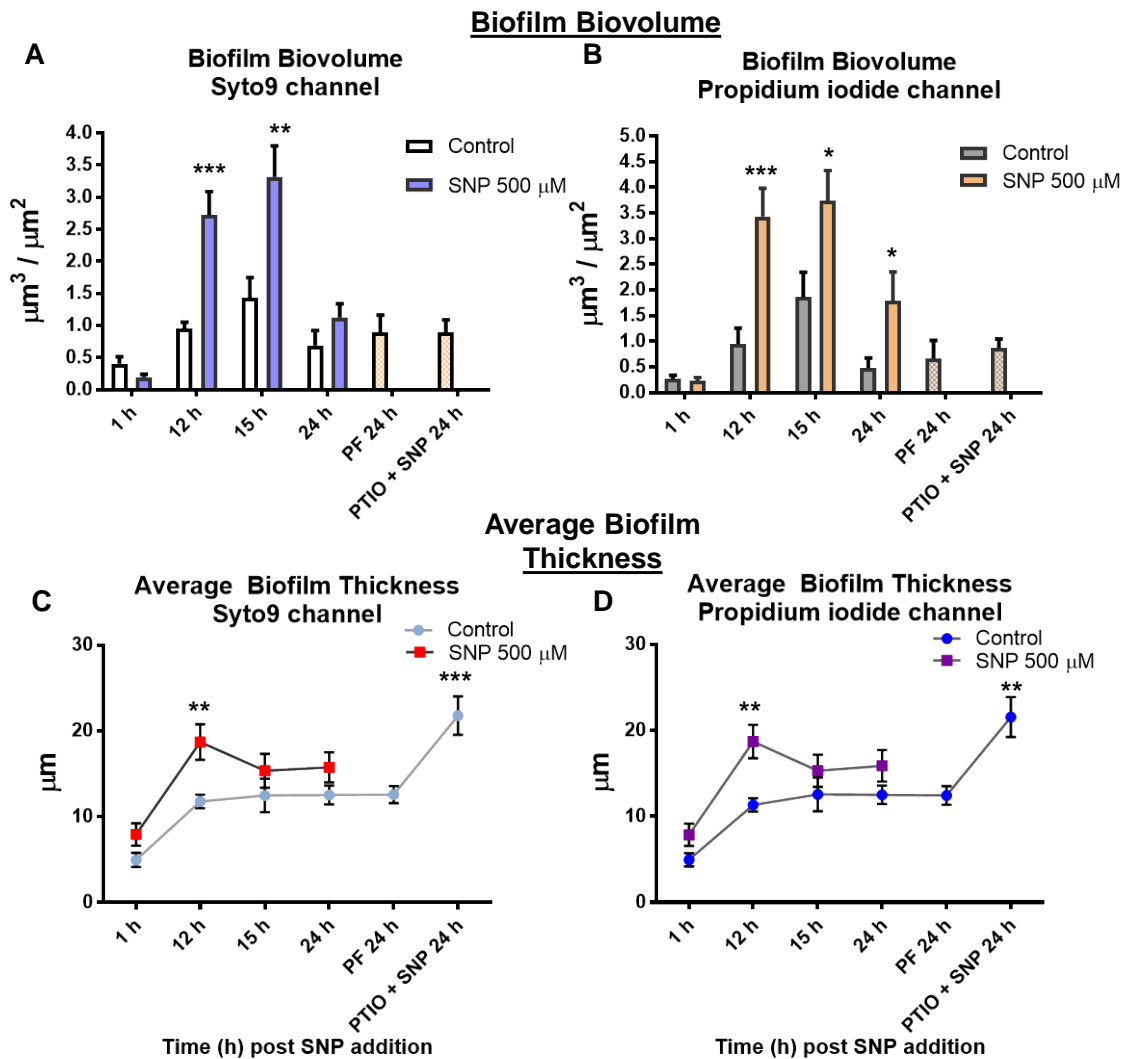 Biofilm Biovolume
A
Biofilm Biovolume
Syto9 channel
4.0
3.5
3.0
2.5
2.0
1.5
1.0
0.5
0.0
μm³ / μm²
***
**
Control
SNP 500 μM
1 h
12 h
15 h
24 h
PF 24 h
PTIO + SNP 24 h
B
Biofilm Biovolume
Propidium iodide channel
5.0
4.5
4.0
3.5
3.0
2.5
2.0
1.5
1.0
0.5
0.0
μm³ / μm²
***
*
*
Control
SNP 500 μM
1 h
12 h
15 h
24 h
PF 24 h
PTIO + SNP 24 h
Average Biofilm
Thickness
C
Average Biofilm Thickness
Syto9 channel
30
20
10
0
μm
**
***
Control
SNP 500 μM
1 h
12 h
15 h
24 h
PF 24 h
PTIO + SNP 24 h
Time (h) post SNP addition
D
Average Biofilm Thickness
Propidium iodide channel
30
20
10
0
μm
**
**
Control
SNP 500 μM
1 h
12 h
15 h
24 h
PF 24 h
PTIO + SNP 24 h
Time (h) post SNP addition